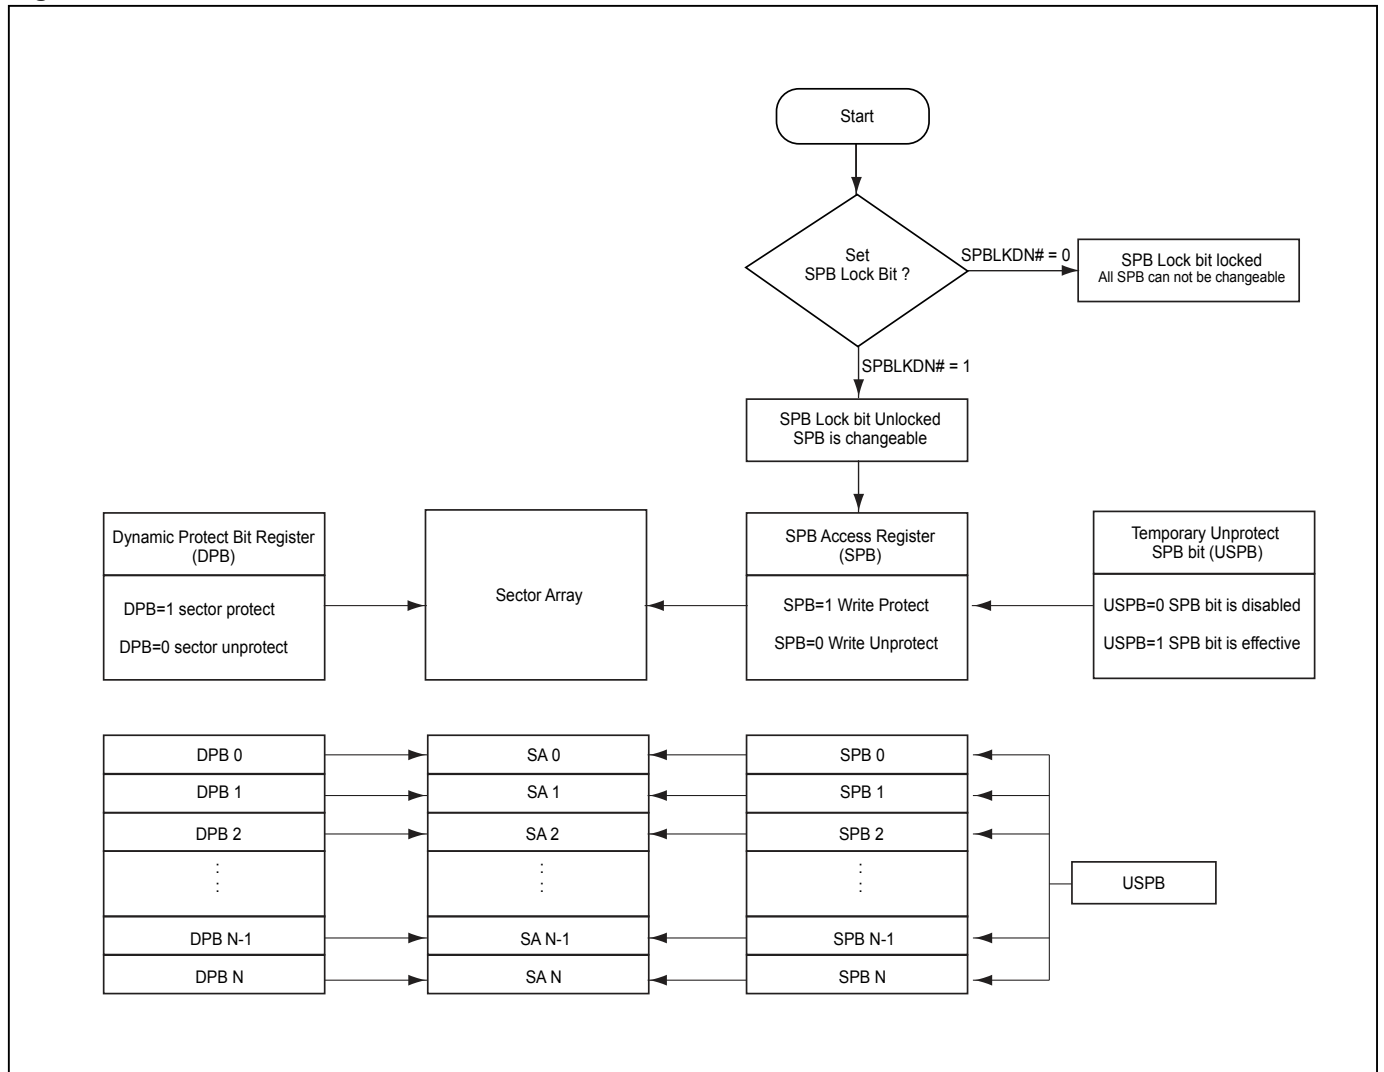 Start
Set
SPB Lock Bit ?
SPBLKDN# = 0
SPB Lock bit locked
All SPB can not be changeable
SPBLKDN# = 1
SPB Lock bit Unlocked
SPB is changeable
Dynamic Protect Bit Register
(DPB)
DPB=1 sector protect
DPB=0 sector unprotect
Sector Array
SPB Access Register
(SPB)
SPB=1 Write Protect
SPB=0 Write Unprotect
Temporary Unprotect
SPB bit (USPB)
USPB=0 SPB bit is disabled
USPB=1 SPB bit is effective
DPB 0
SA 0
SPB 0
DPB 1
SA 1
SPB 1
DPB 2
SA 2
SPB 2
USPB
DPB N-1
SA N-1
SPB N-1
DPB N
SA N
SPB N